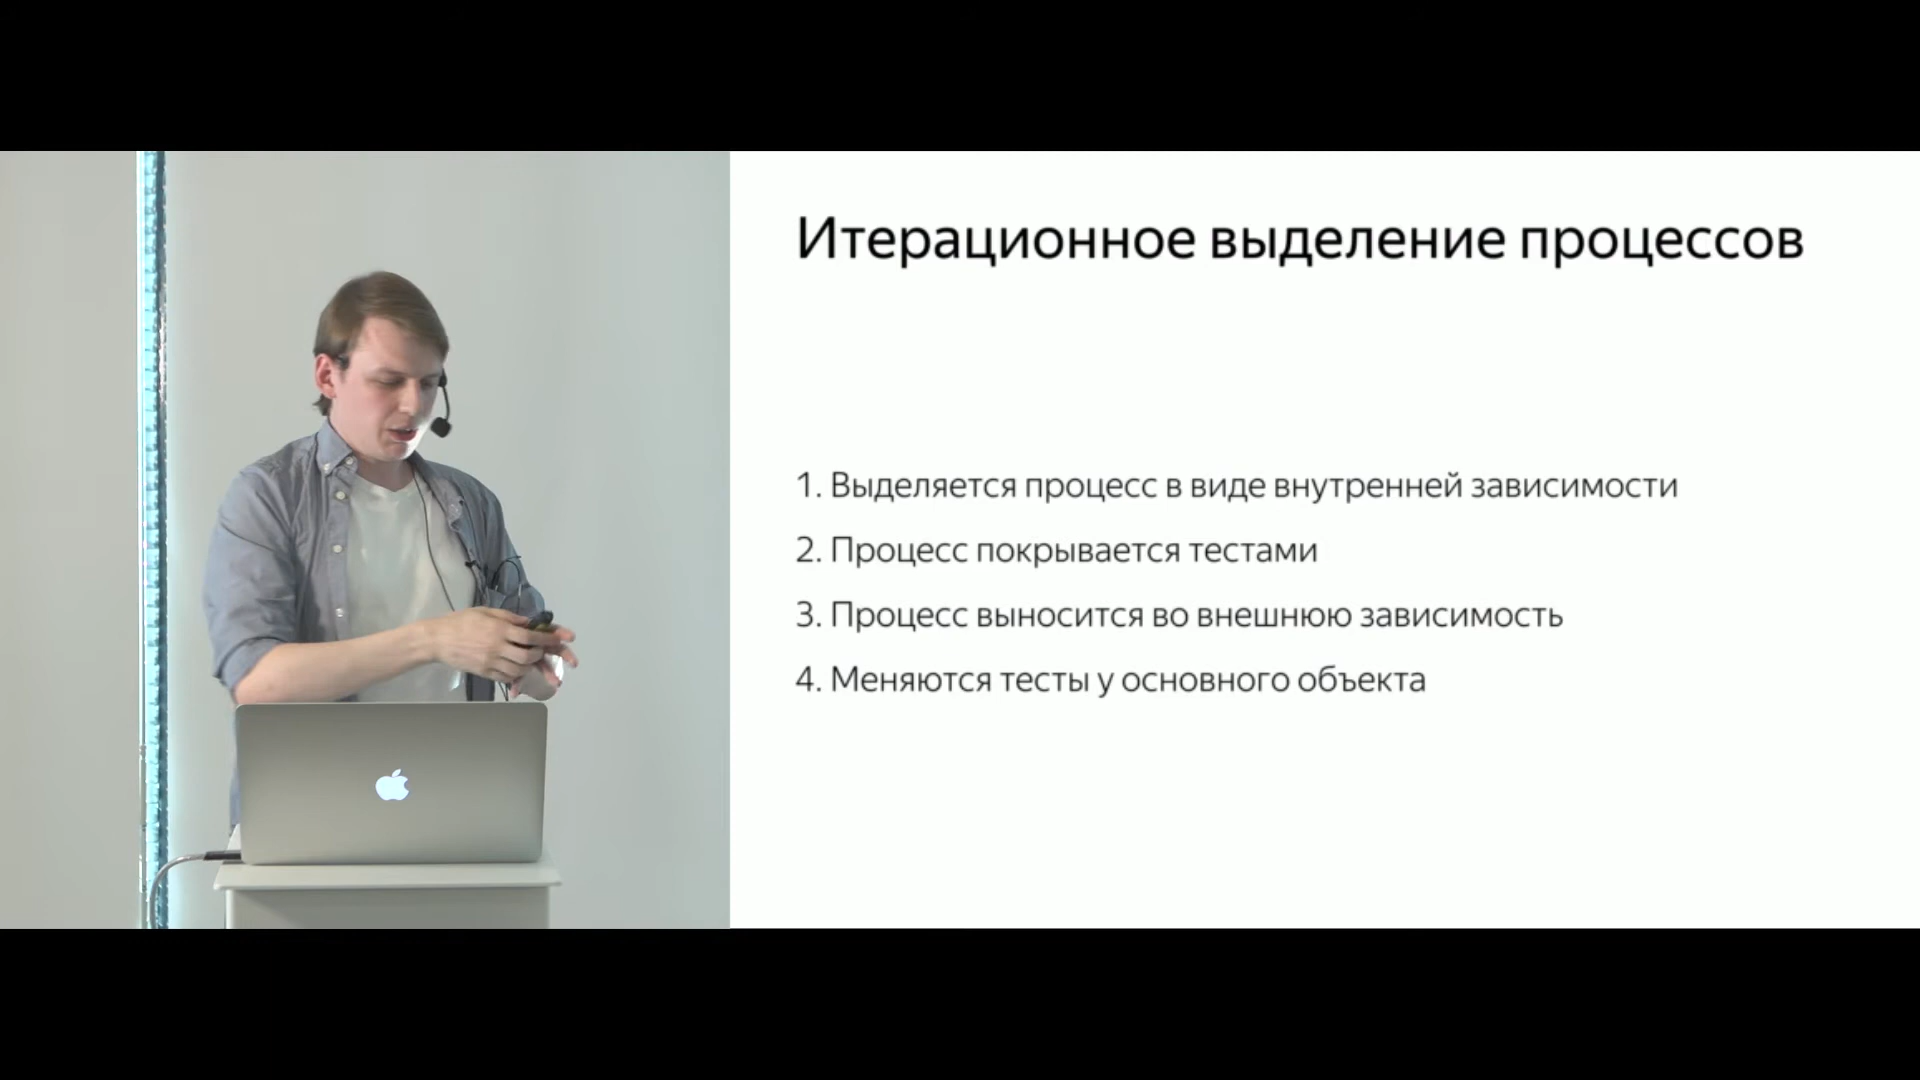 Итерационное выделение процессов
1. Выделяется процесс в виде внутренней зависимости
2. Процесс покрывается тестами
3. Процесс выносится во внешнюю зависимость
4. Меняются тесты у основного объекта